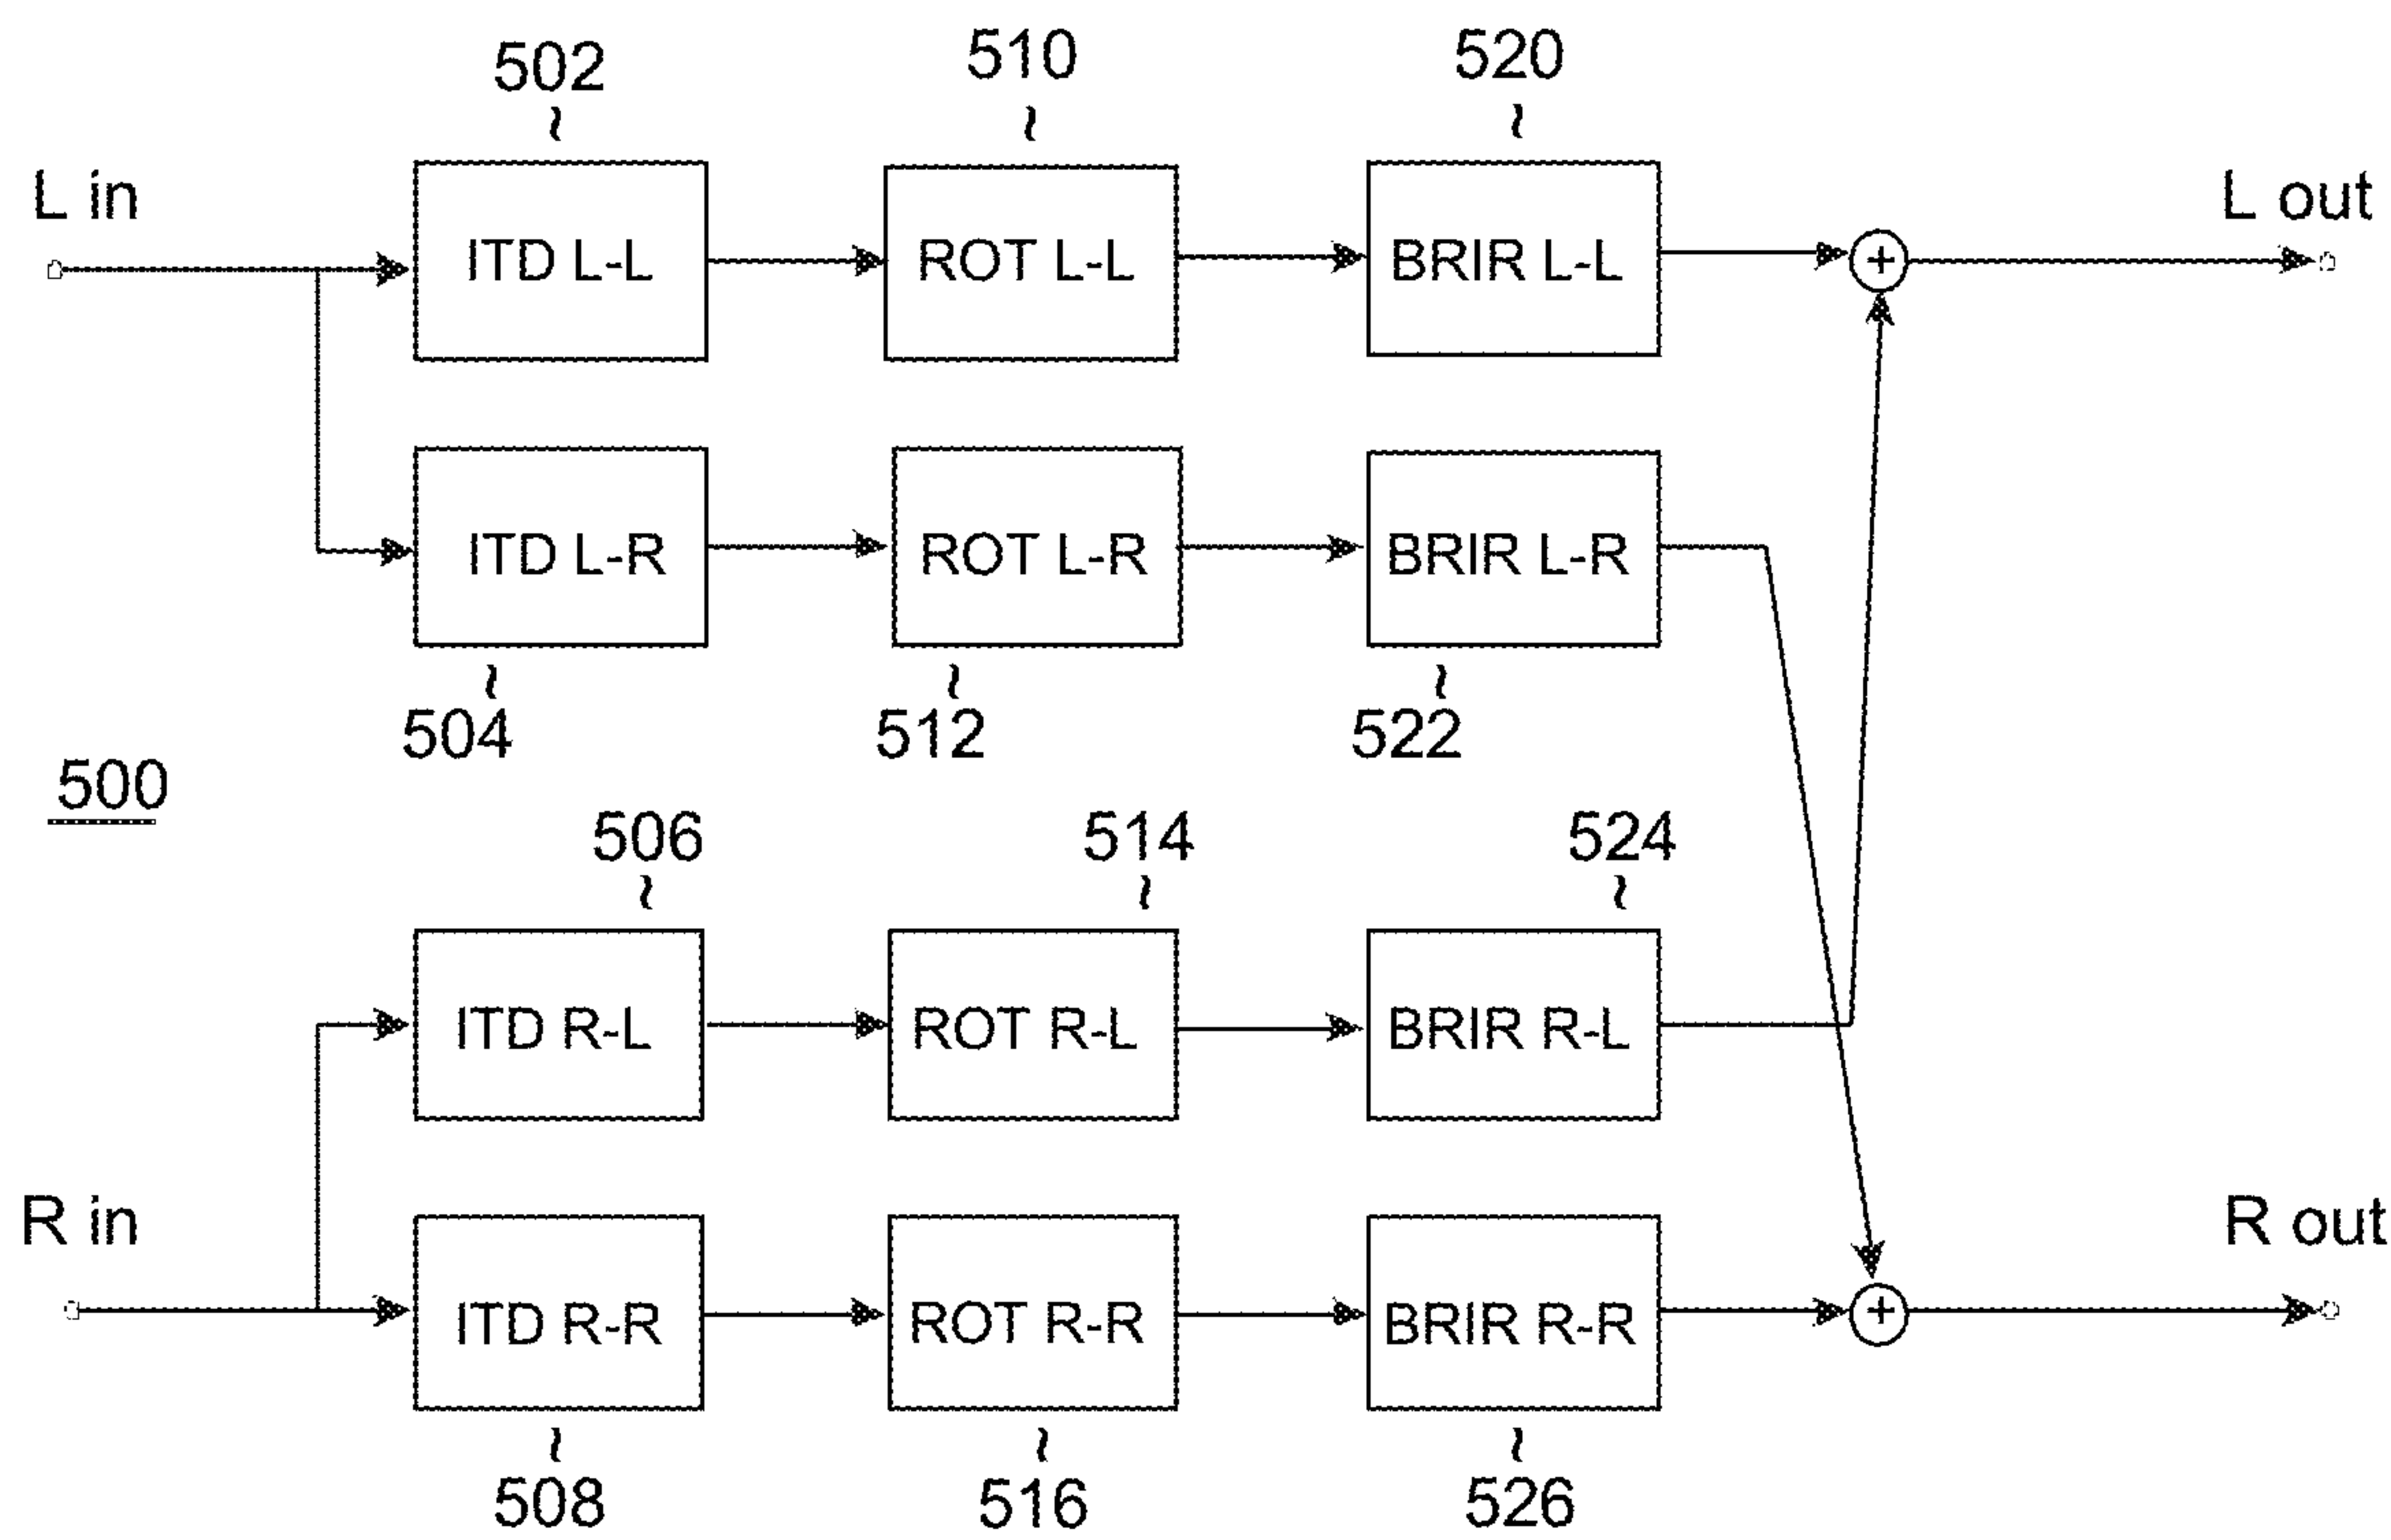 502
510
520
L in
L out
ITD L-L
ROT L-L
BRIR L-L
+
ITD L-R
ROT L-R
BRIR L-R
504
512
522
500
506
514
524
ITD R-L
ROT R-L
BRIR R-L
R in
R out
ITD R-R
ROT R-R
BRIR R-R
+
508
516
526